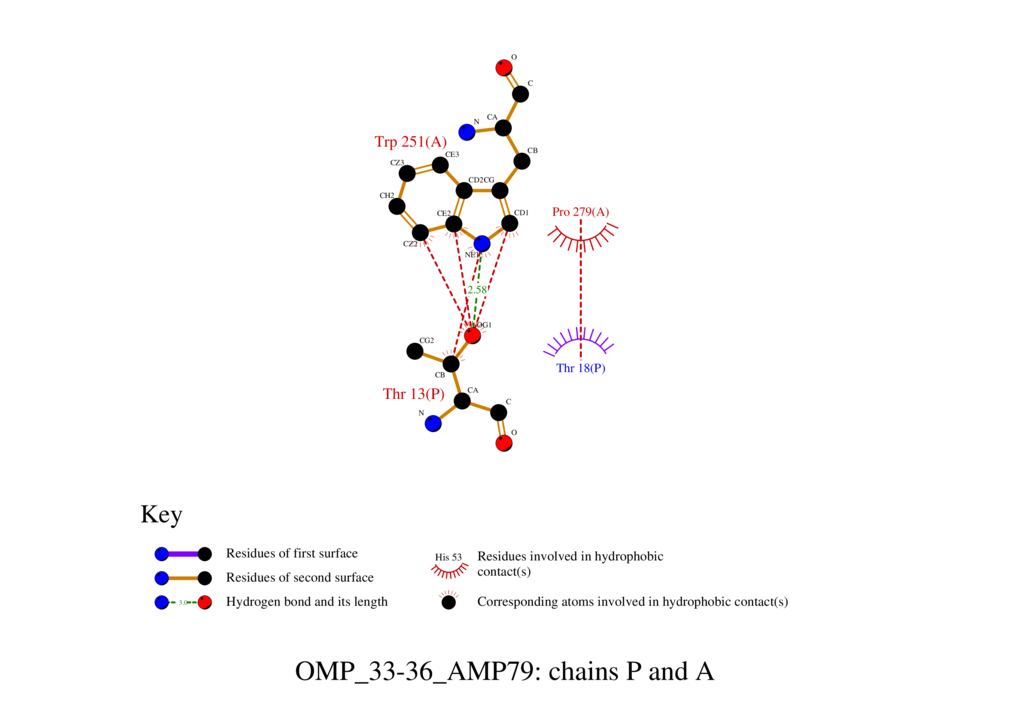 O
C
CA
N
Trp 251(A)
CB
CE3
CZ3
CD2CG
CH2
CE2
CD1
Pro 279(A)
CZ2
2.58
CG2
Thr 18(P)
CB
Thr 13(P)
CA
C
N
O
Key
Residues of first surface
Residues of second surface
3.0
Hydrogen bond and its length
His 53
Residues involved in hydrophobic
contact(s)
Corresponding atoms involved in hydrophobic contact(s)
OMP_33-36_AMP79: chains P and A